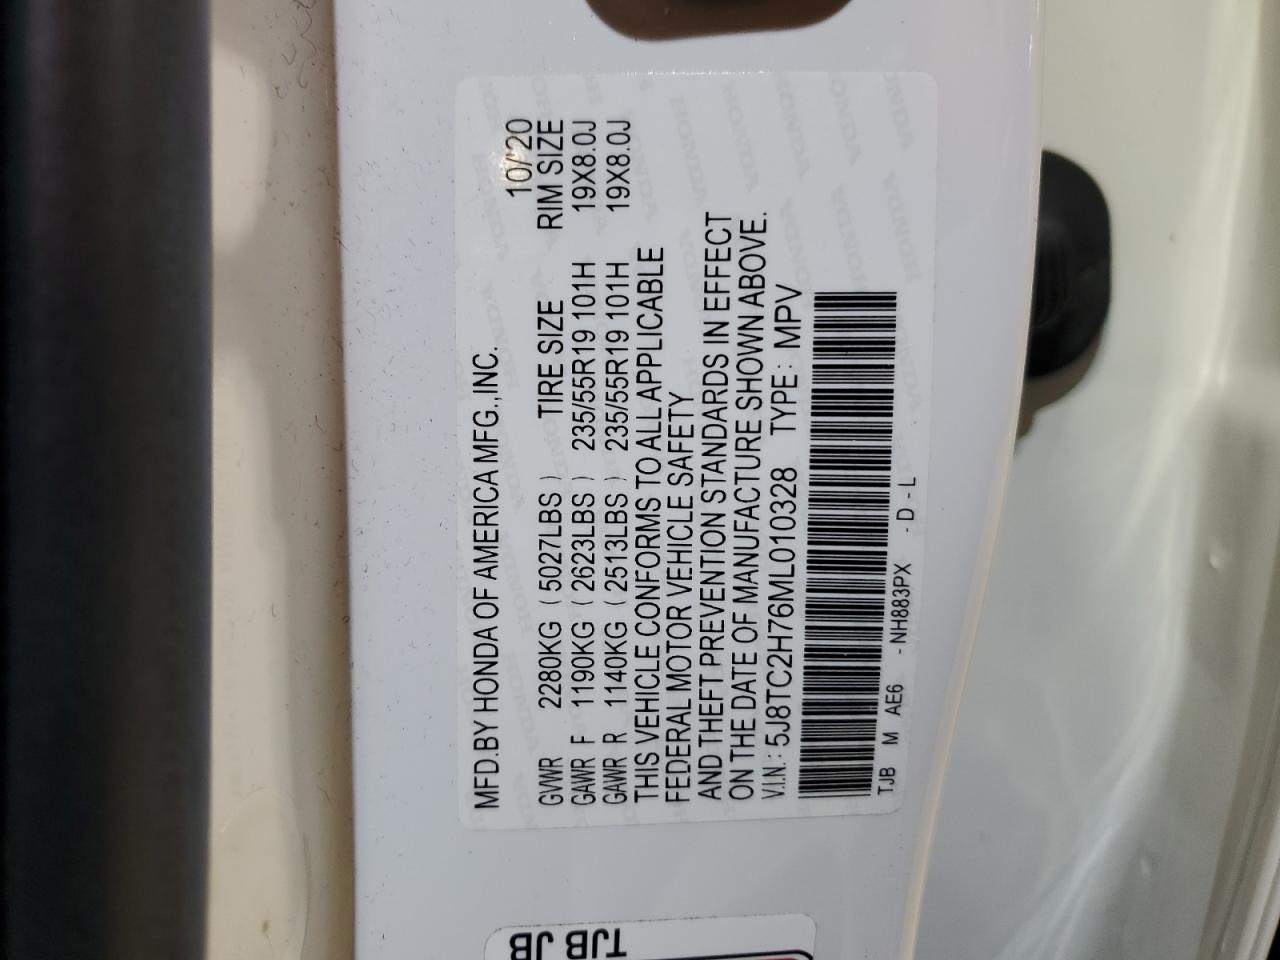 MFD.BY HONDA OF AMERICA MFG.,INC. 10/20
GVWR 2280KG ( 5027LBS ) TIRE SIZE RIM SIZE
GAWR F 1190KG ( 2623LBS ) 235/55R19 101H 19X8.0J
GAWR R 1140KG ( 2513LBS ) 235/55R19 101H 19X8.0J
THIS VEHICLE CONFORMS TO ALL APPLICABLE
FEDERAL MOTOR VEHICLE SAFETY
AND THEFT PREVENTION STANDARDS IN EFFECT
ON THE DATE OF MANUFACTURE SHOWN ABOVE.
V.I.N.: 5J8TC2H76ML010328 TYPE: MPV
TJB M AE6 - NH883PX - D - L
TJB JB